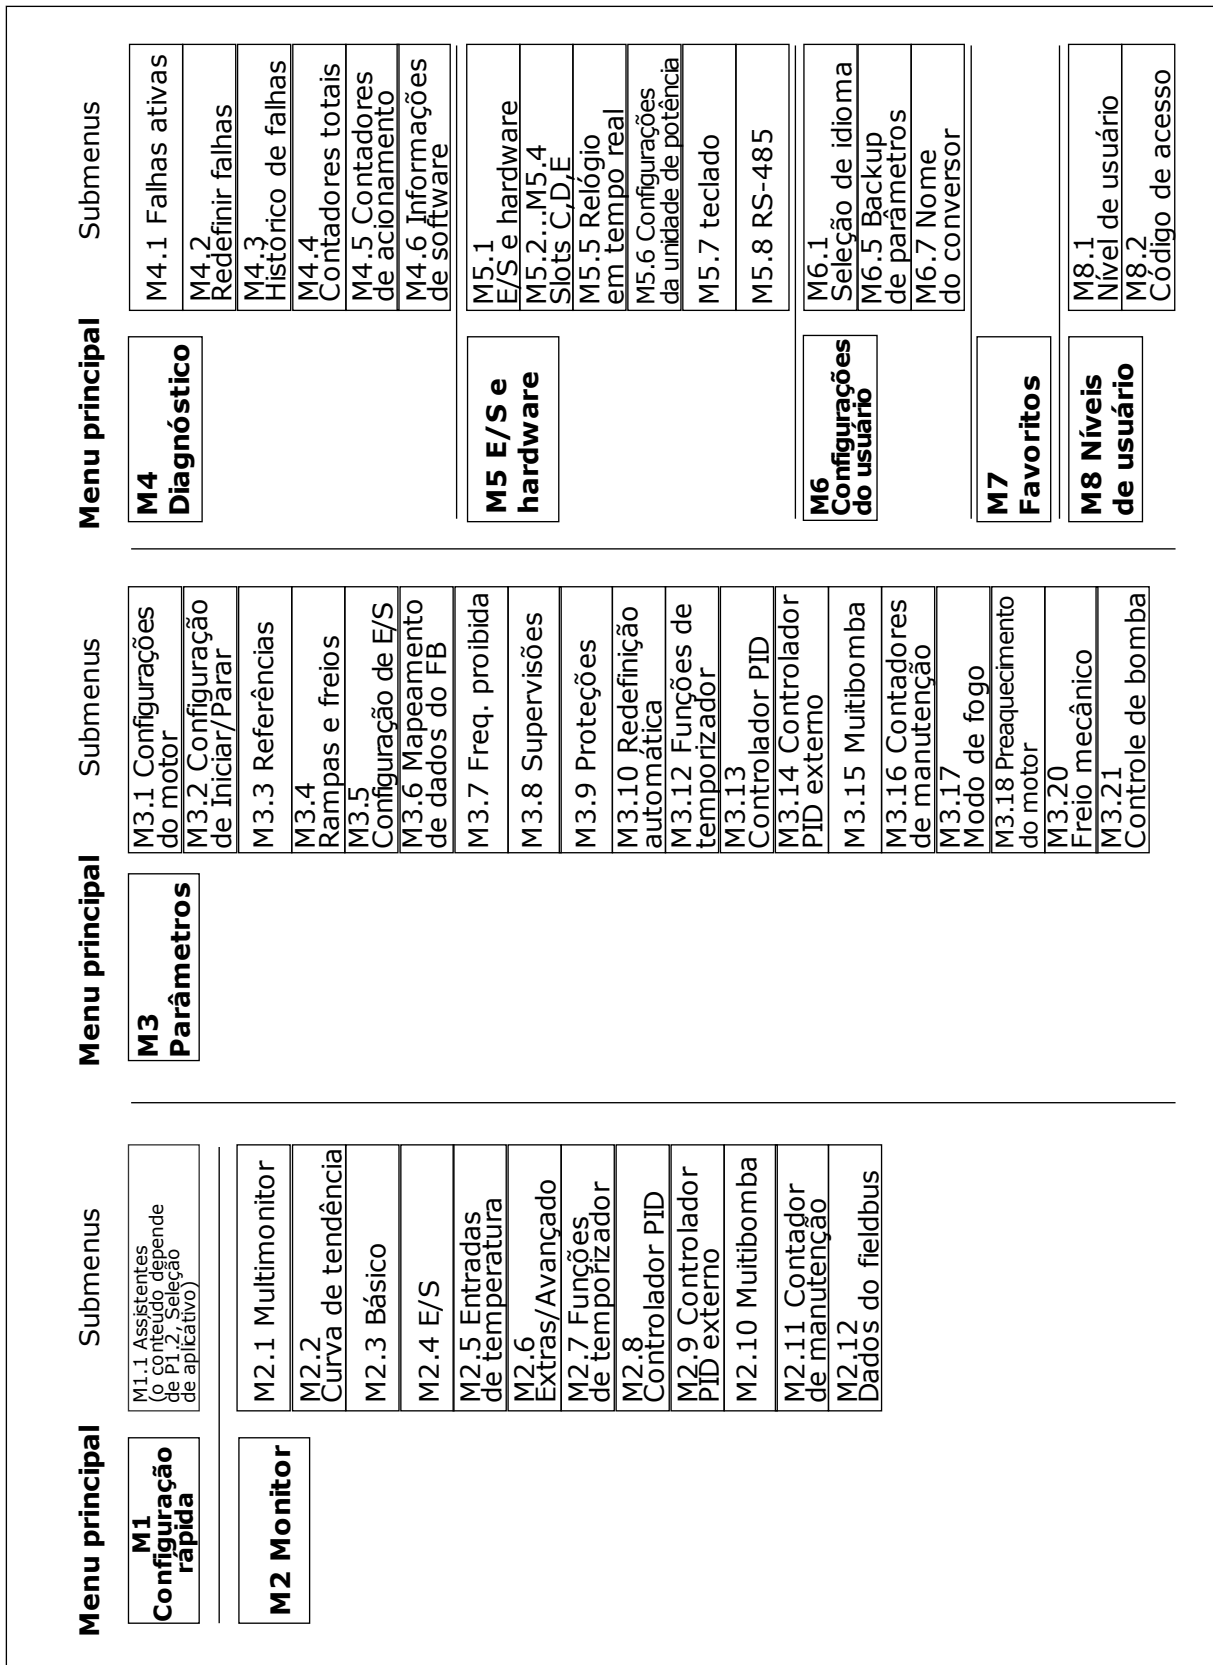 Menu principal
Submenus
M1
Configuração
rápida
M1.1 Assistentes
(o conteúdo depende
de P1.2, Seleção
de aplicativo)
M2 Monitor
M2.1 Multimonitor
M2.2
Curva de tendência
M2.3 Básico
M2.4 E/S
M2.5 Entradas
de temperatura
M2.6
Extras/Avançado
M2.7 Funções
de temporizador
M2.8
Controlador PID
M2.9 Controlador
PID externo
M2.10 Muitibomba
M2.11 Contador
de manutenção
M2.12
Dados do fieldbus
Menu principal
Submenus
M3
Parâmetros
M3.1 Configurações
do motor
M3.2 Configuração
de Iniciar/Parar
M3.3 Referências
M3.4
Rampas e freios
M3.5
Configuração de E/S
M3.6 Mapeamento
de dados do FB
M3.7 Freq. proibida
M3.8 Supervisões
M3.9 Proteções
M3.10 Redefinição
automática
M3.12 Funções de
temporizador
M3.13
Controlador PID
M3.14 Controlador
PID externo
M3.15 Muitibomba
M3.16 Contadores
de manutenção
M3.17
Modo de fogo
M3.18 Preaquecimento
do motor
M3.20
Freio mecânico
M3.21
Controle de bomba
Menu principal
Submenus
M4
Diagnóstico
M4.1 Falhas ativas
M4.2
Redefinir falhas
M4.3
Histórico de falhas
M4.4
Contadores totais
M4.5 Contadores
de acionamento
M4.6 Informações
de software
M5 E/S e
hardware
M5.1
E/S e hardware
M5.2...M5.4
Slots C,D,E
M5.5 Relógio
em tempo real
M5.6 Configurações
da unidade de potência
M5.7 teclado
M5.8 RS-485
M6
Configurações
do usuário
M6.1
Seleção de idioma
M6.5 Backup
de parâmetros
M6.7 Nome
do conversor
M7
Favoritos
M8 Níveis
de usuário
M8.1
Nível de usuário
M8.2
Código de acesso